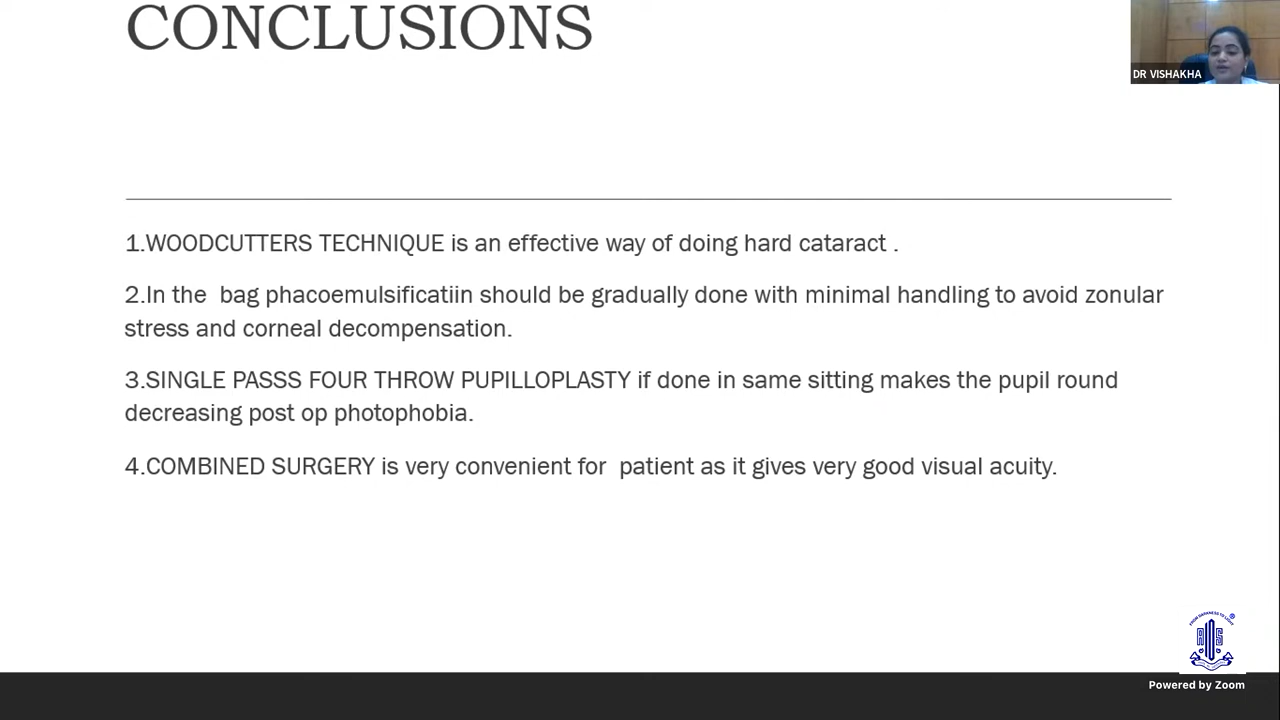 CONCLUSIONS
DR VISHAKHA
1.WOODCUTTERS TECHNIQUE is an effective way of doing hard cataract .
2.In the  bag phacoemulsificatiin should be gradually done with minimal handling to avoid zonular
stress and corneal decompensation.
3.SINGLE PASSS FOUR THROW PUPILLOPLASTY if done in same sitting makes the pupil round
decreasing post op photophobia.
4.COMBINED SURGERY is very convenient for  patient as it gives very good visual acuity.
Powered by Zoom